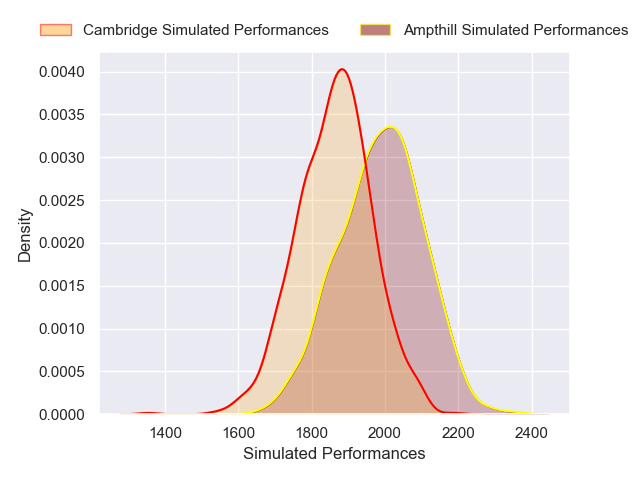 Cambridge Simulated Performances Ampthill Simulated Performances
0.0040
0.0035
0.0030
0.0025
0.0020
0.0015
0.0010
0.0005
0.0000
Density
1400 1600 1800 2000 2200 2400
Simulated Performances